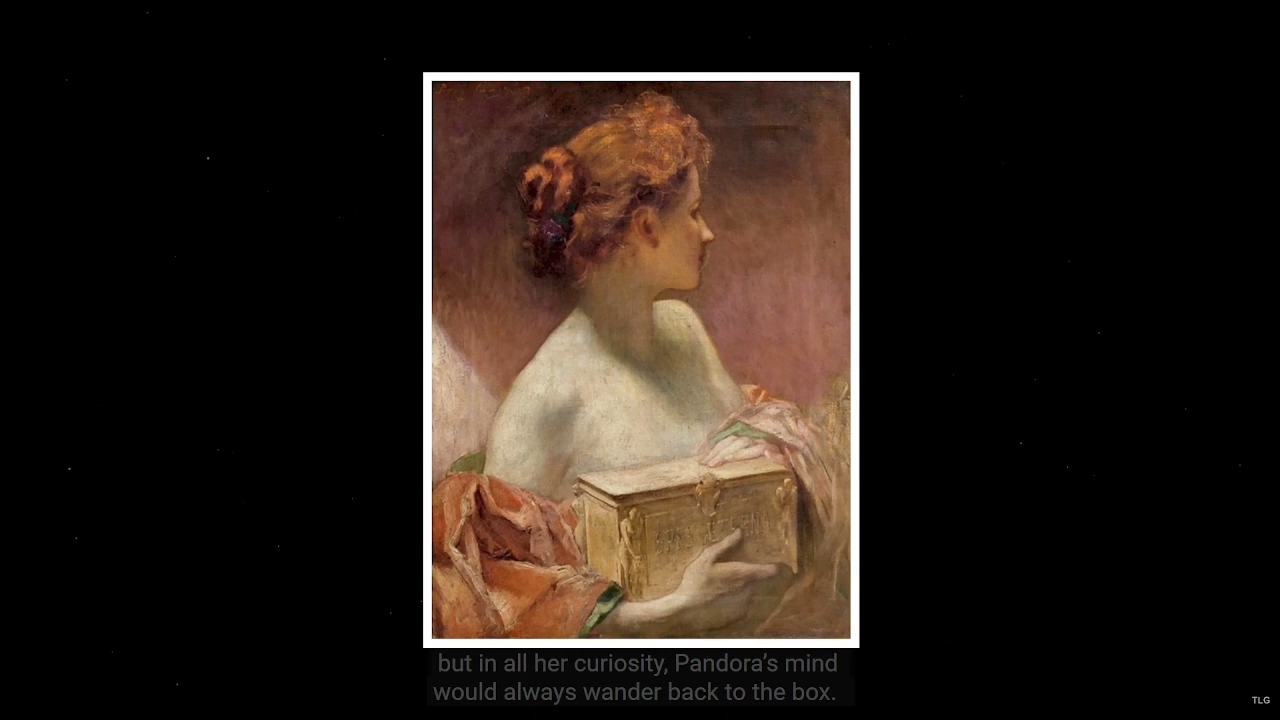 but in all her curiosity, Pandora’s mind
would always wander back to the box.
TLG